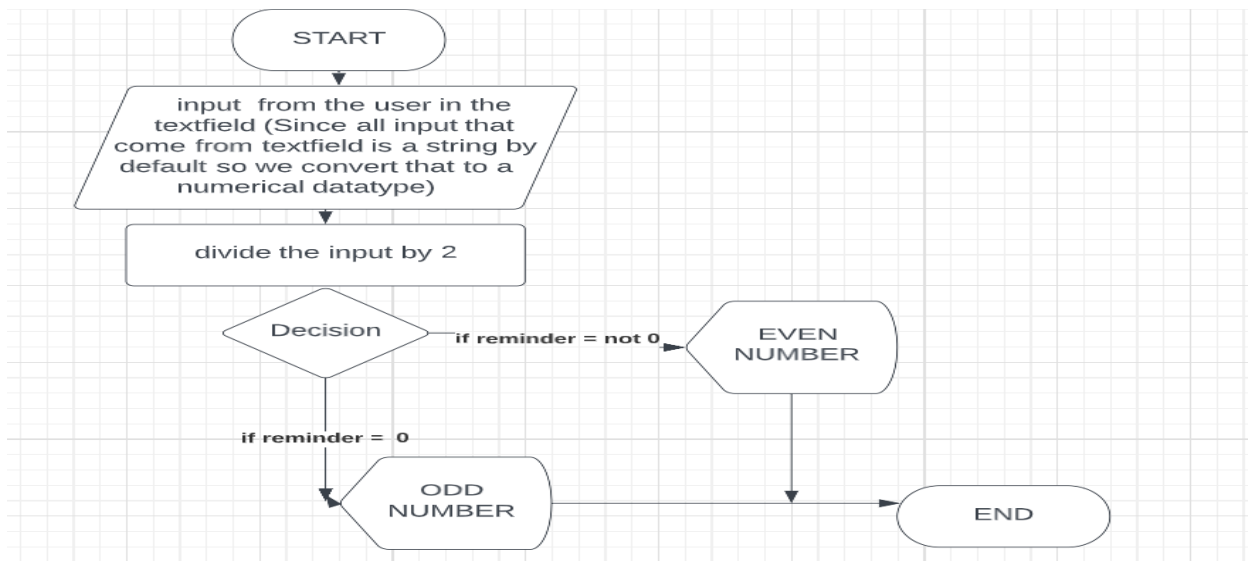 START
input from the user in the
textfield (Since all input that
come from textfield is a string by
default so we convert that to a
numerical datatype)
divide the input by 2
Decision
if reminder = not 0
EVEN
NUMBER
if reminder = 0
ODD
NUMBER
END